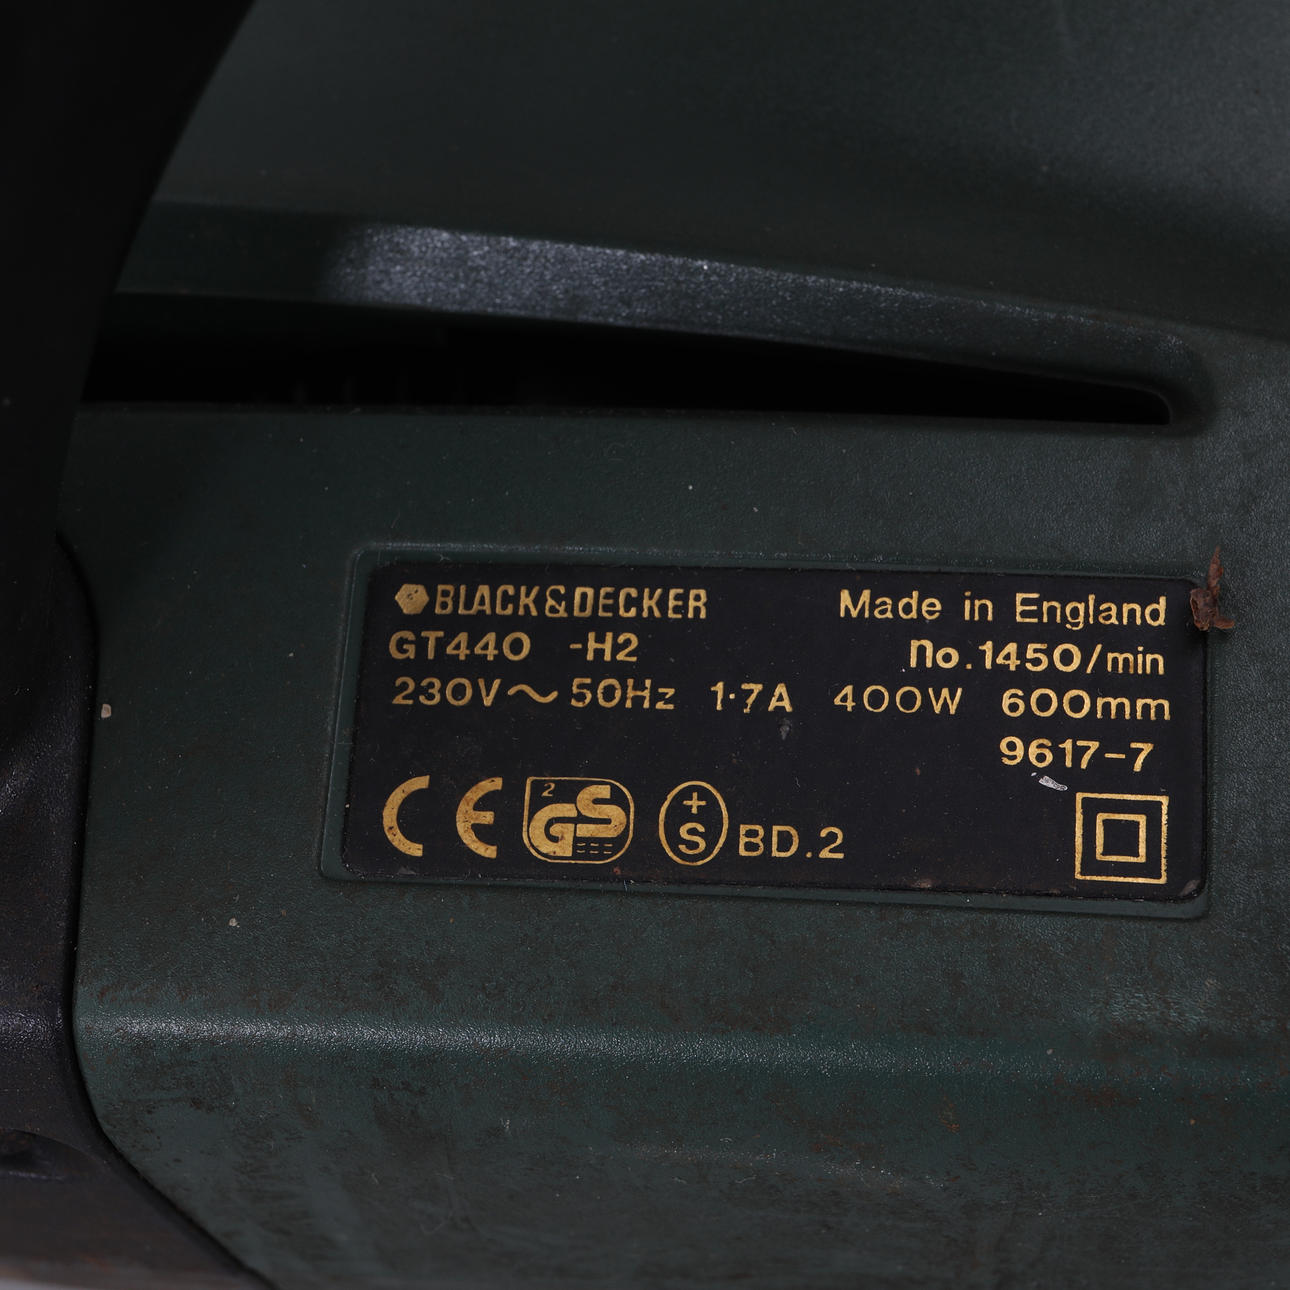 BLACK&DECKER Made in England
GT440 -H2 no.1450/min
230V~50Hz 1·7A 400W 600mm
9617-7
CE 2 GS +S BD.2